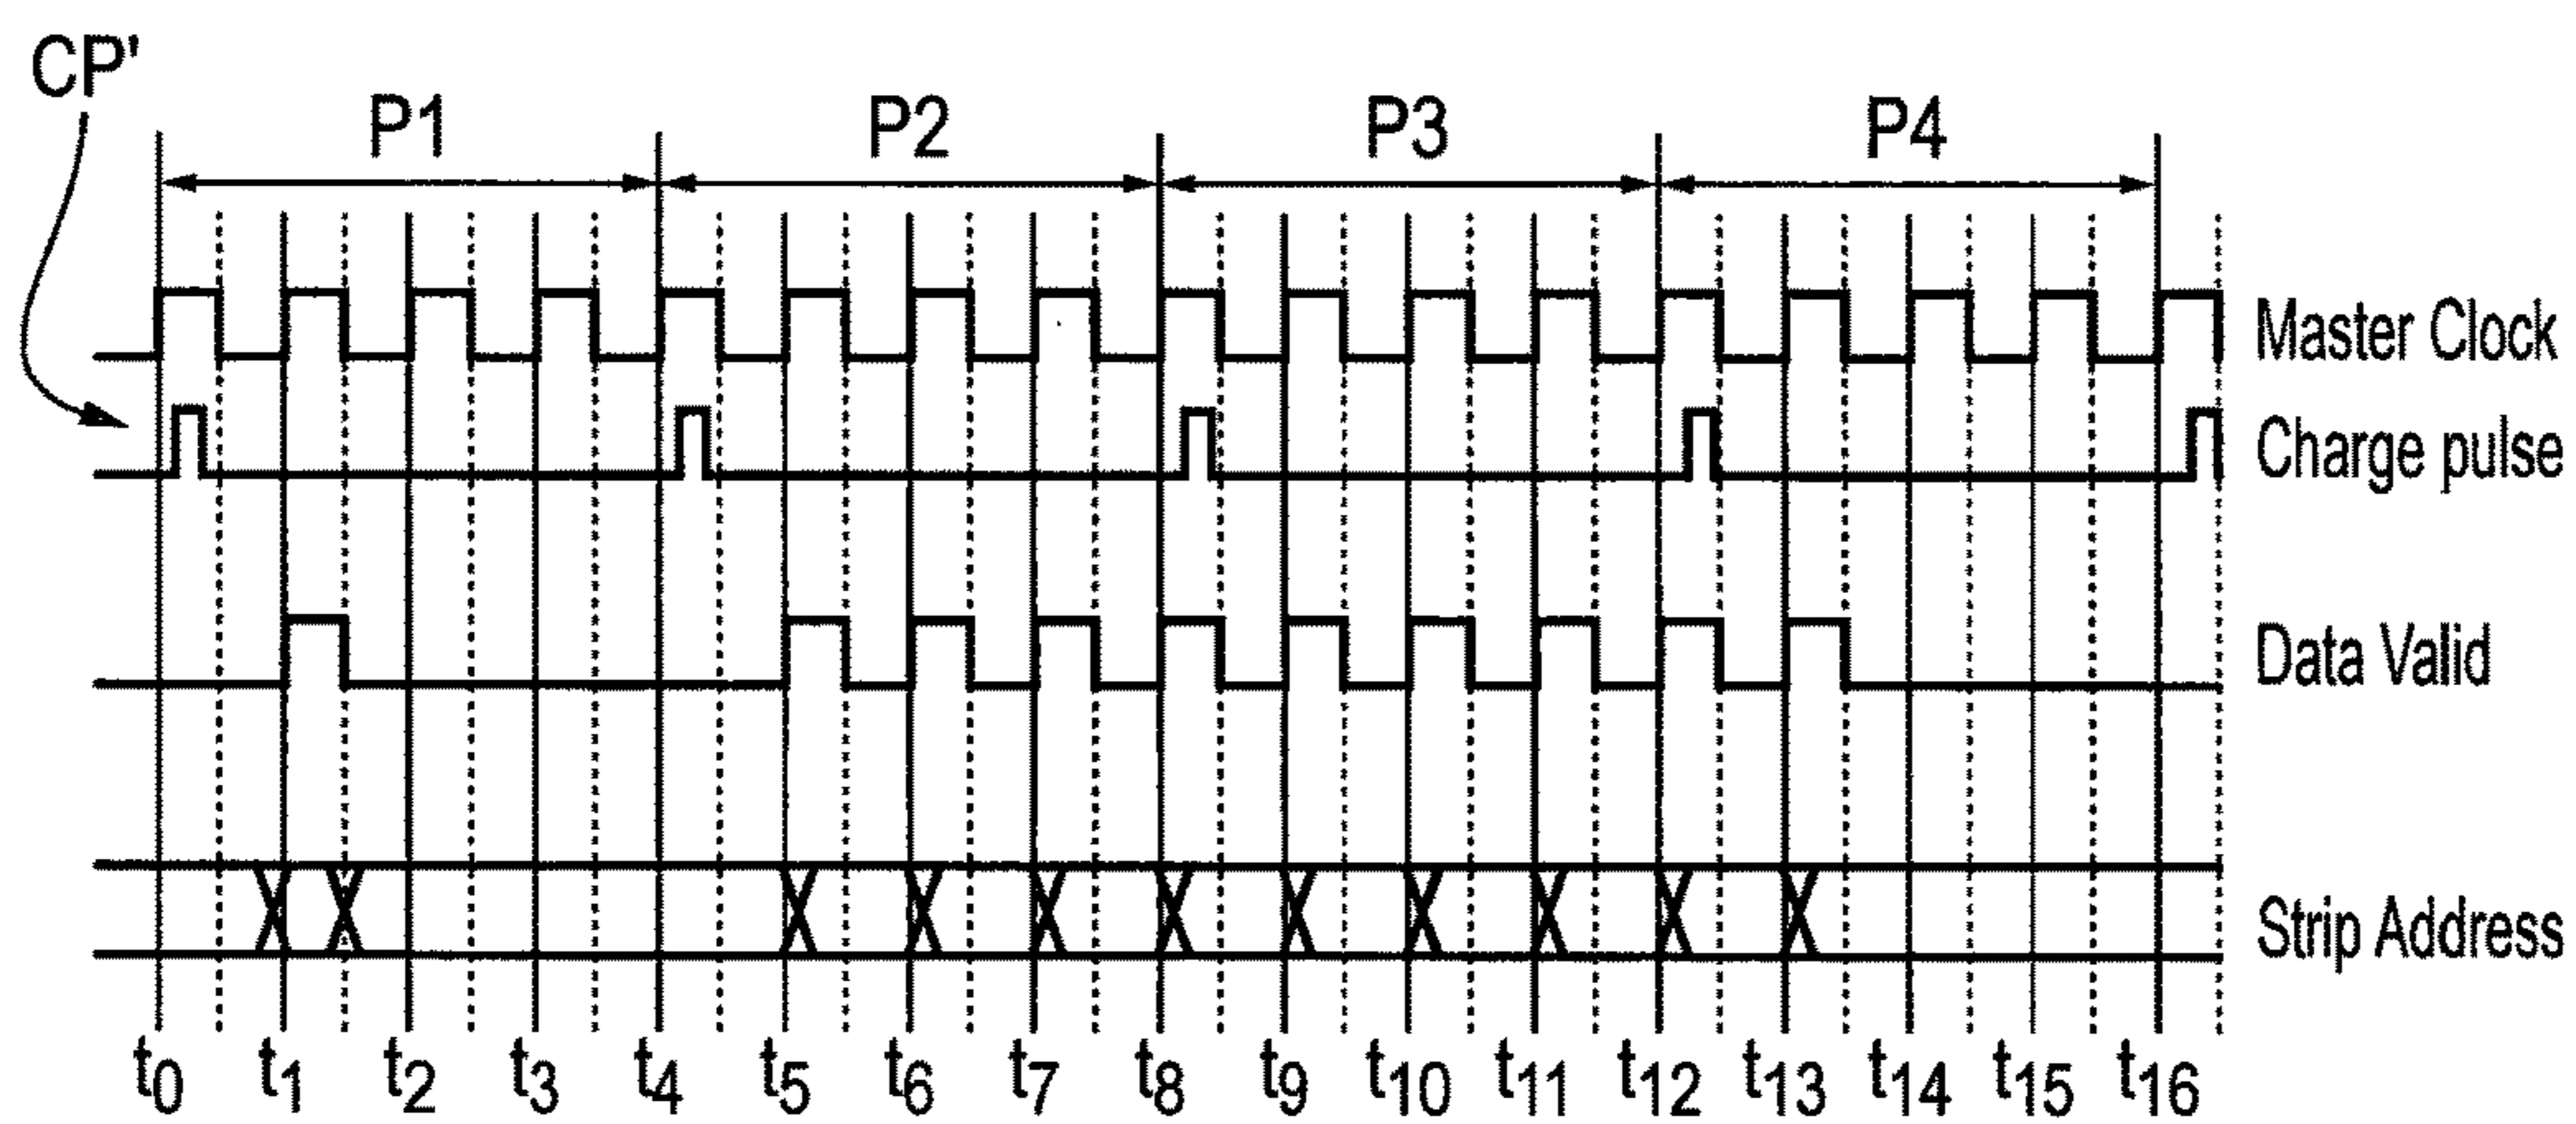 CP'
P1 P2 P3 P4
Master Clock
Charge pulse
Data Valid
Strip Address
t0 t1 t2 t3 t4 t5 t6 t7 t8 t9 t10 t11 t12 t13 t14 t15 t16